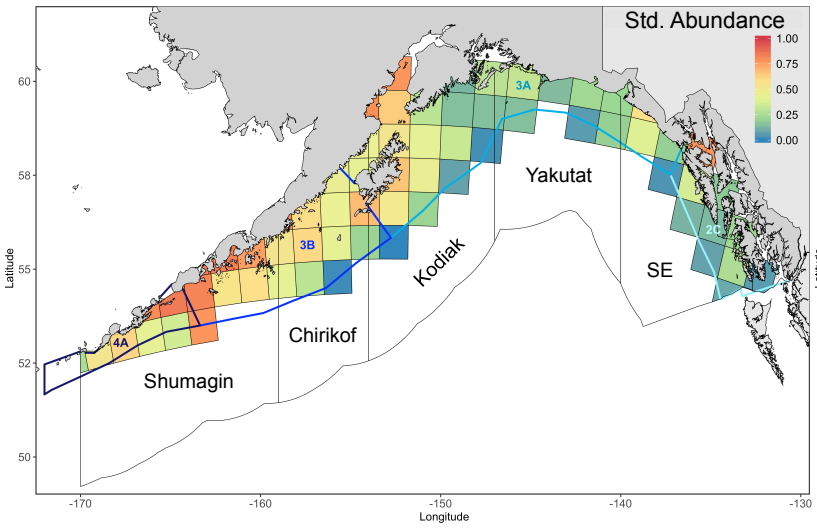 Std. Abundance
1.00
0.75
0.50
0.25
0.00
60
58
55
52
50
Latitude
Latitude
3A
Yakutat
2C
3B
Kodiak
SE
Chirikof
4A
Shumagin
-170
-160
-150
-140
-130
Longitude